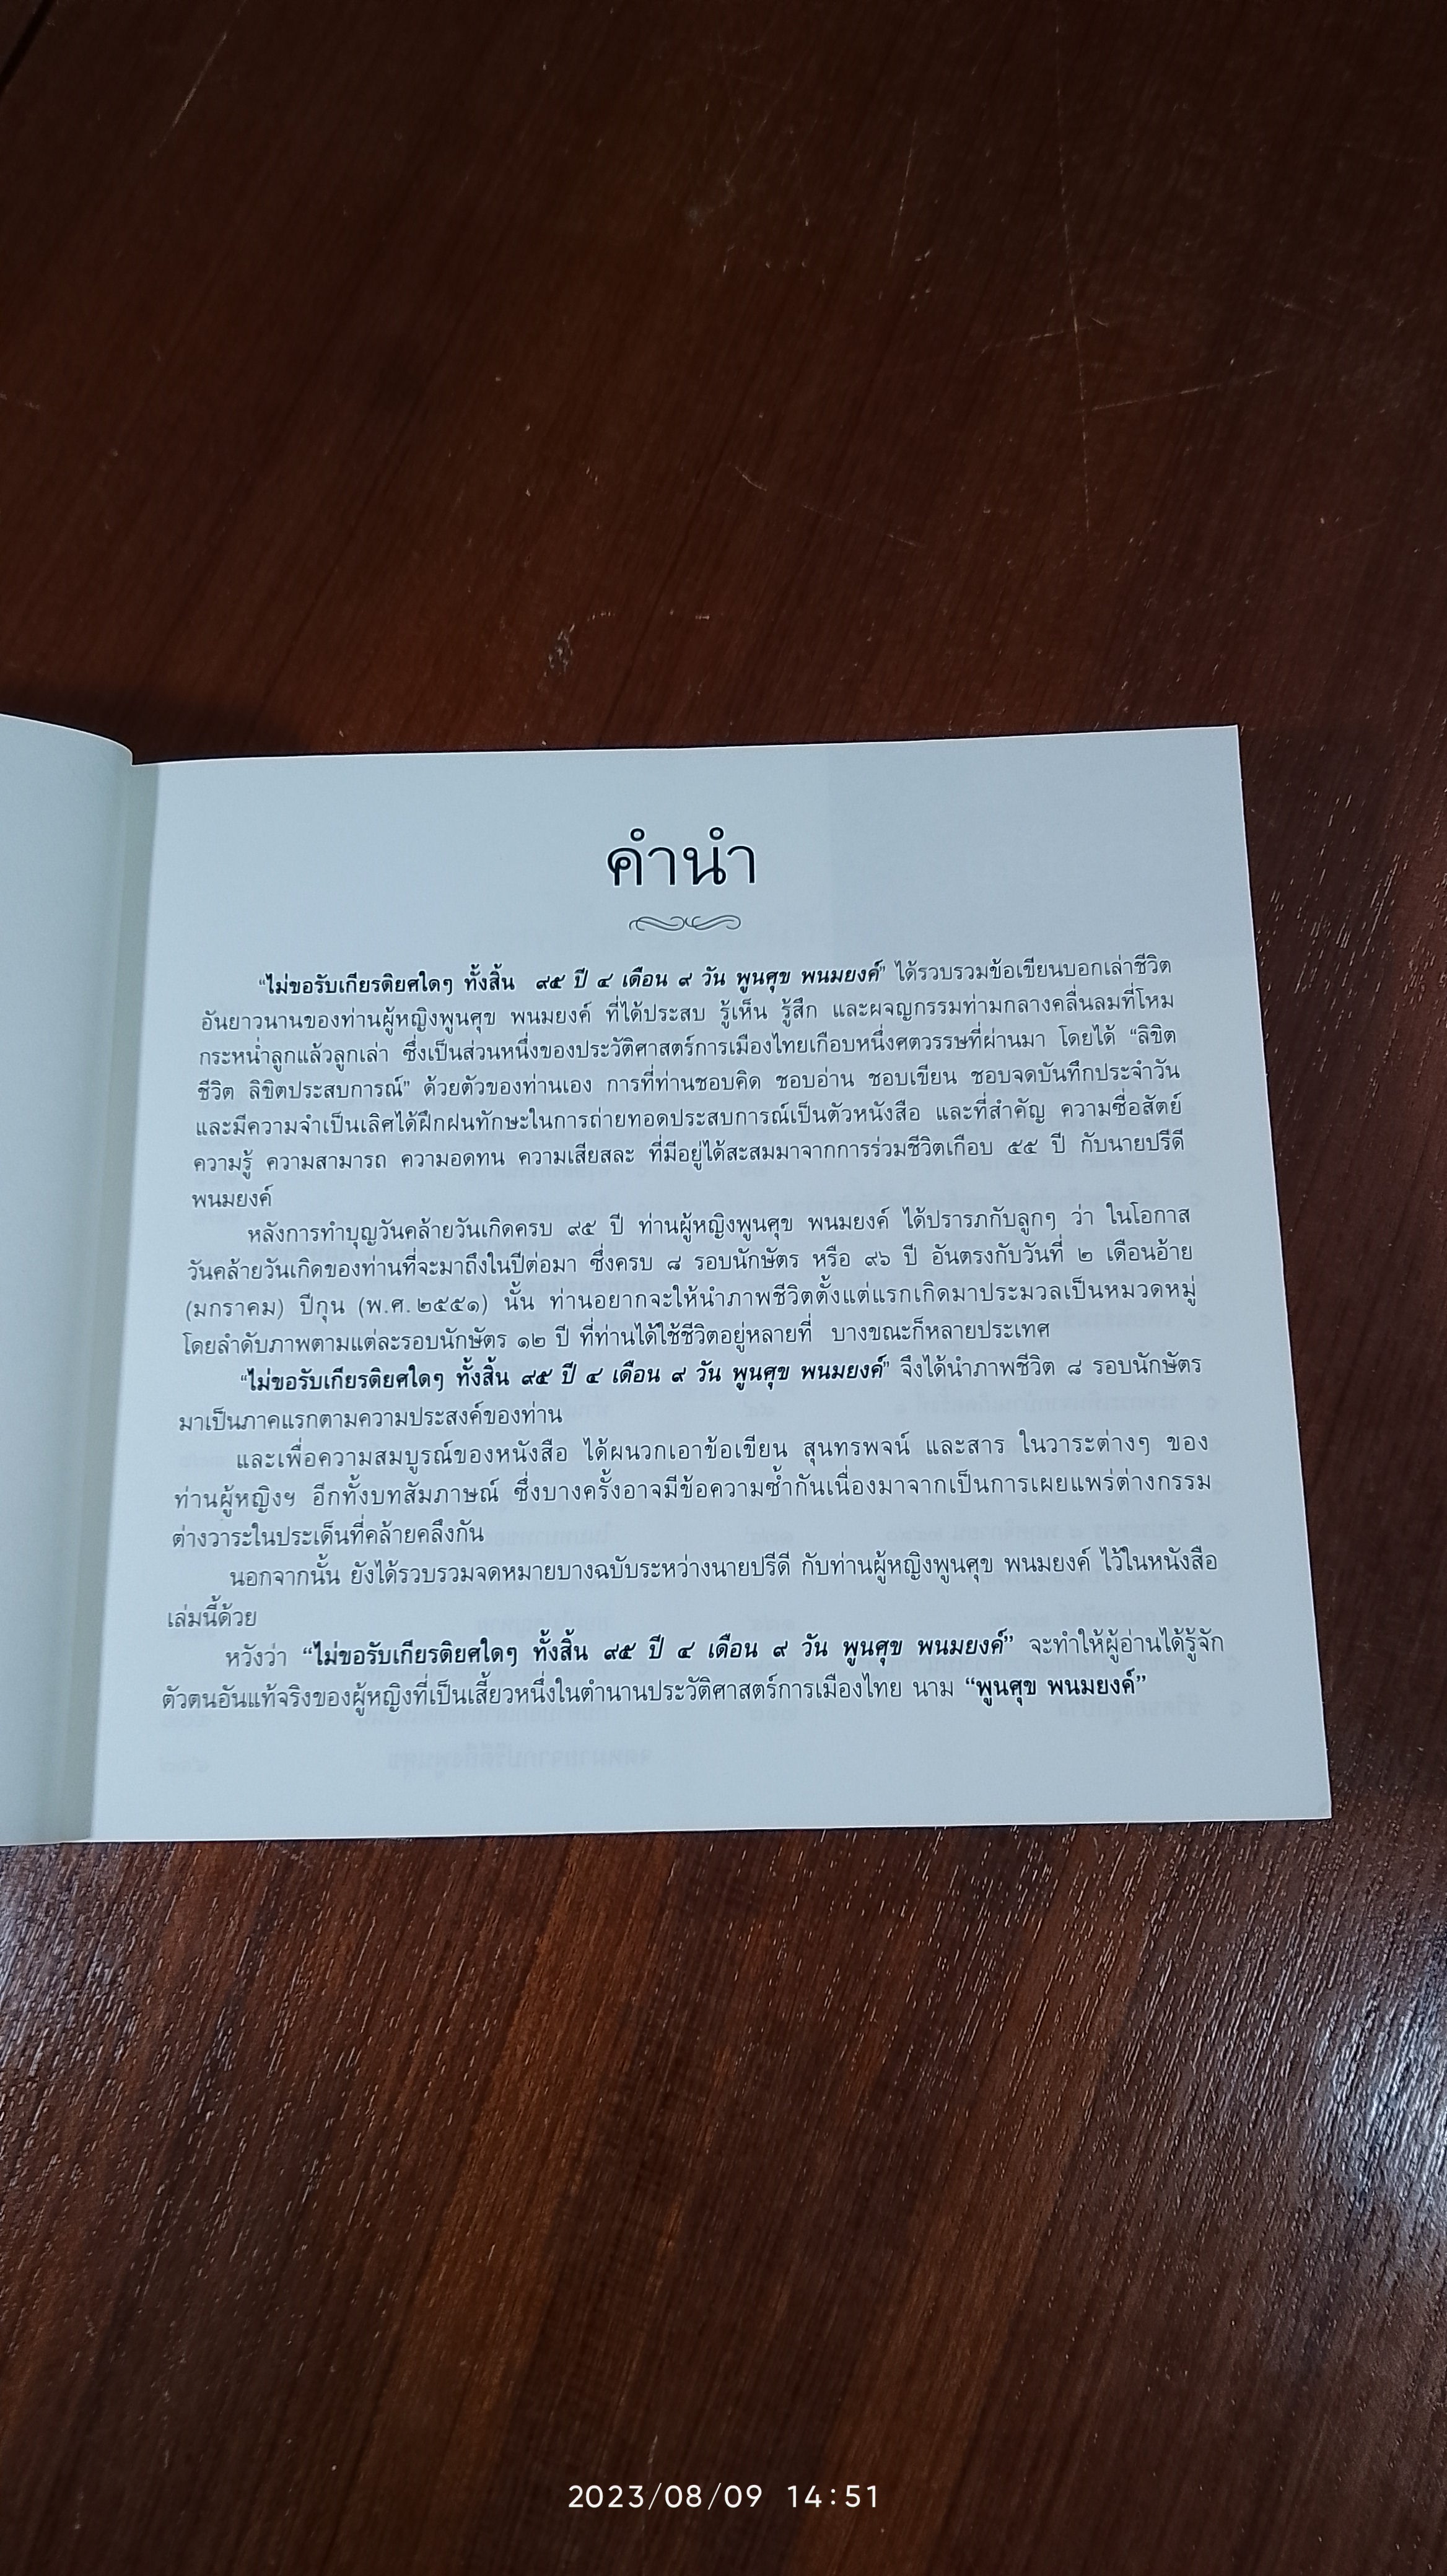 คำนำ
“ไม่ขอรับเกียรติยศใดๆ ทั้งสิ้น ๙๕ ปี ๔ เดือน ๙ วัน พูนศุข พนมยงค์” ได้รวบรวมข้อเขียนบอกเล่าชีวิต
อันยาวนานของท่านผู้หญิงพูนศุข พนมยงค์ ที่ได้ประสบ รู้เห็น รู้สึก และผจญกรรมท่ามกลางคลื่นลมที่โหม
กระหน่ำลูกแล้วลูกเล่า ซึ่งเป็นส่วนหนึ่งของประวัติศาสตร์การเมืองไทยเกือบหนึ่งศตวรรษที่ผ่านมา โดยได้ “ลิขิต
ชีวิต ลิขิตประสบการณ์” ด้วยตัวของท่านเอง การที่ท่านชอบคิด ชอบอ่าน ชอบเขียน ชอบจดบันทึกประจำวัน
และมีความจำเป็นเลิศได้ฝึกฝนทักษะในการถ่ายทอดประสบการณ์เป็นตัวหนังสือ และที่สำคัญ ความซื่อสัตย์
ความรู้ ความสามารถ ความอดทน ความเสียสละ ที่มีอยู่ได้สะสมมาจากการร่วมชีวิตเกือบ ๕๕ ปี กับนายปรีดี
พนมยงค์
หลังการทำบุญวันคล้ายวันเกิดครบ ๙๕ ปี ท่านผู้หญิงพูนศุข พนมยงค์ ได้ปรารภกับลูกๆ ว่า ในโอกาส
วันคล้ายวันเกิดของท่านที่จะมาถึงในปีต่อมา ซึ่งครบ ๘ รอบนักษัตร หรือ ๙๖ ปี อันตรงกับวันที่ ๒ เดือนอ้าย
(มกราคม) ปีกุน (พ.ศ.๒๕๕๑) นั้น ท่านอยากจะให้นำภาพชีวิตตั้งแต่แรกเกิดมาประมวลเป็นหมวดหมู่
โดยลำดับภาพตามแต่ละรอบนักษัตร ๑๒ ปี ที่ท่านได้ใช้ชีวิตอยู่หลายที่ บางขณะก็หลายประเทศ
“ไม่ขอรับเกียรติยศใดๆ ทั้งสิ้น ๙๕ ปี ๔ เดือน ๙ วัน พูนศุข พนมยงค์” จึงได้นำภาพชีวิต ๘ รอบนักษัตร
มาเป็นภาคแรกตามความประสงค์ของท่าน
และเพื่อความสมบูรณ์ของหนังสือ ได้ผนวกเอาข้อเขียน สุนทรพจน์ และสาร ในวาระต่างๆ ของ
ท่านผู้หญิงฯ อีกทั้งบทสัมภาษณ์ ซึ่งบางครั้งอาจมีข้อความซ้ำกันเนื่องมาจากเป็นการเผยแพร่ต่างกรรม
ต่างวาระในประเด็นที่คล้ายคลึงกัน
นอกจากนั้น ยังได้รวบรวมจดหมายบางฉบับระหว่างนายปรีดี กับท่านผู้หญิงพูนศุข พนมยงค์ ไว้ในหนังสือ
เล่มนี้ด้วย
หวังว่า “ไม่ขอรับเกียรติยศใดๆ ทั้งสิ้น ๙๕ ปี ๔ เดือน ๙ วัน พูนศุข พนมยงค์” จะทำให้ผู้อ่านได้รู้จัก
ตัวตนอันแท้จริงของผู้หญิงที่เป็นเสี้ยวหนึ่งในตำนานประวัติศาสตร์การเมืองไทย นาม “พูนศุข พนมยงค์”
2023/08/09 14:51